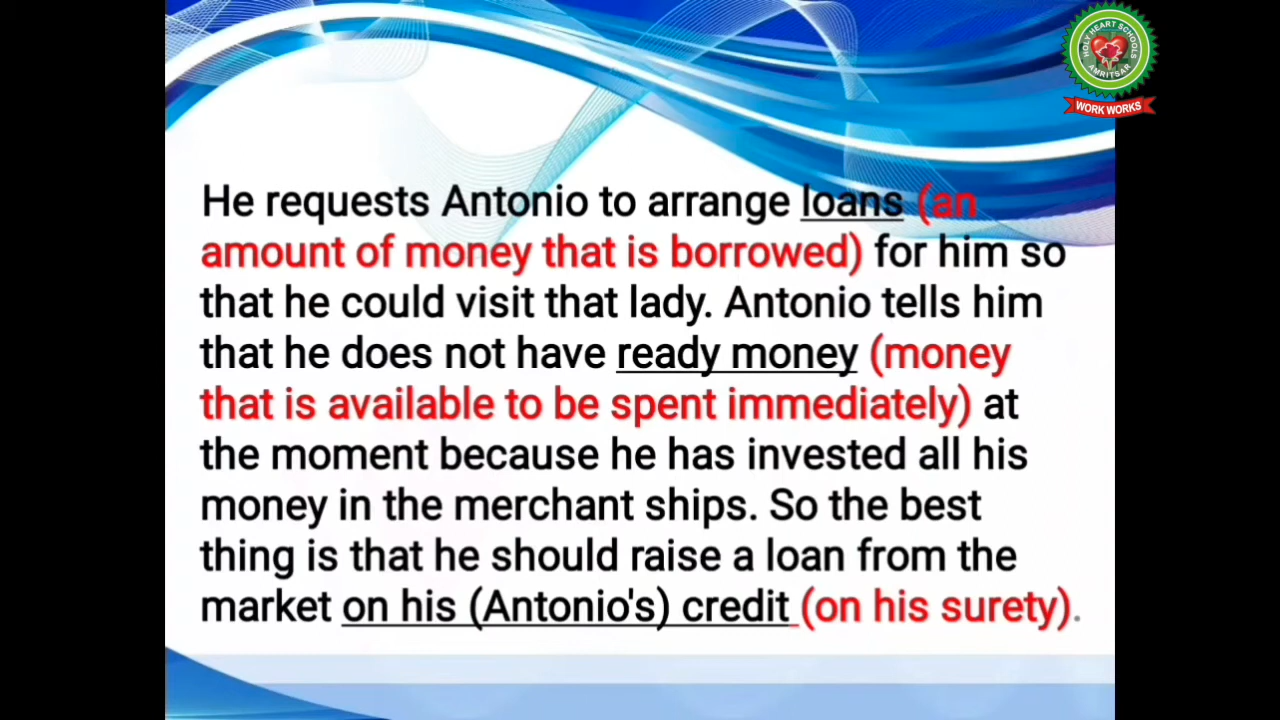 HOLY HEART SCHOOLS
AMRITSAR
WORK WORKS
He requests Antonio to arrange loans (an
amount of money that is borrowed) for him so
that he could visit that lady. Antonio tells him
that he does not have ready money (money
that is available to be spent immediately) at
the moment because he has invested all his
money in the merchant ships. So the best
thing is that he should raise a loan from the
market on his (Antonio's) credit (on his surety).